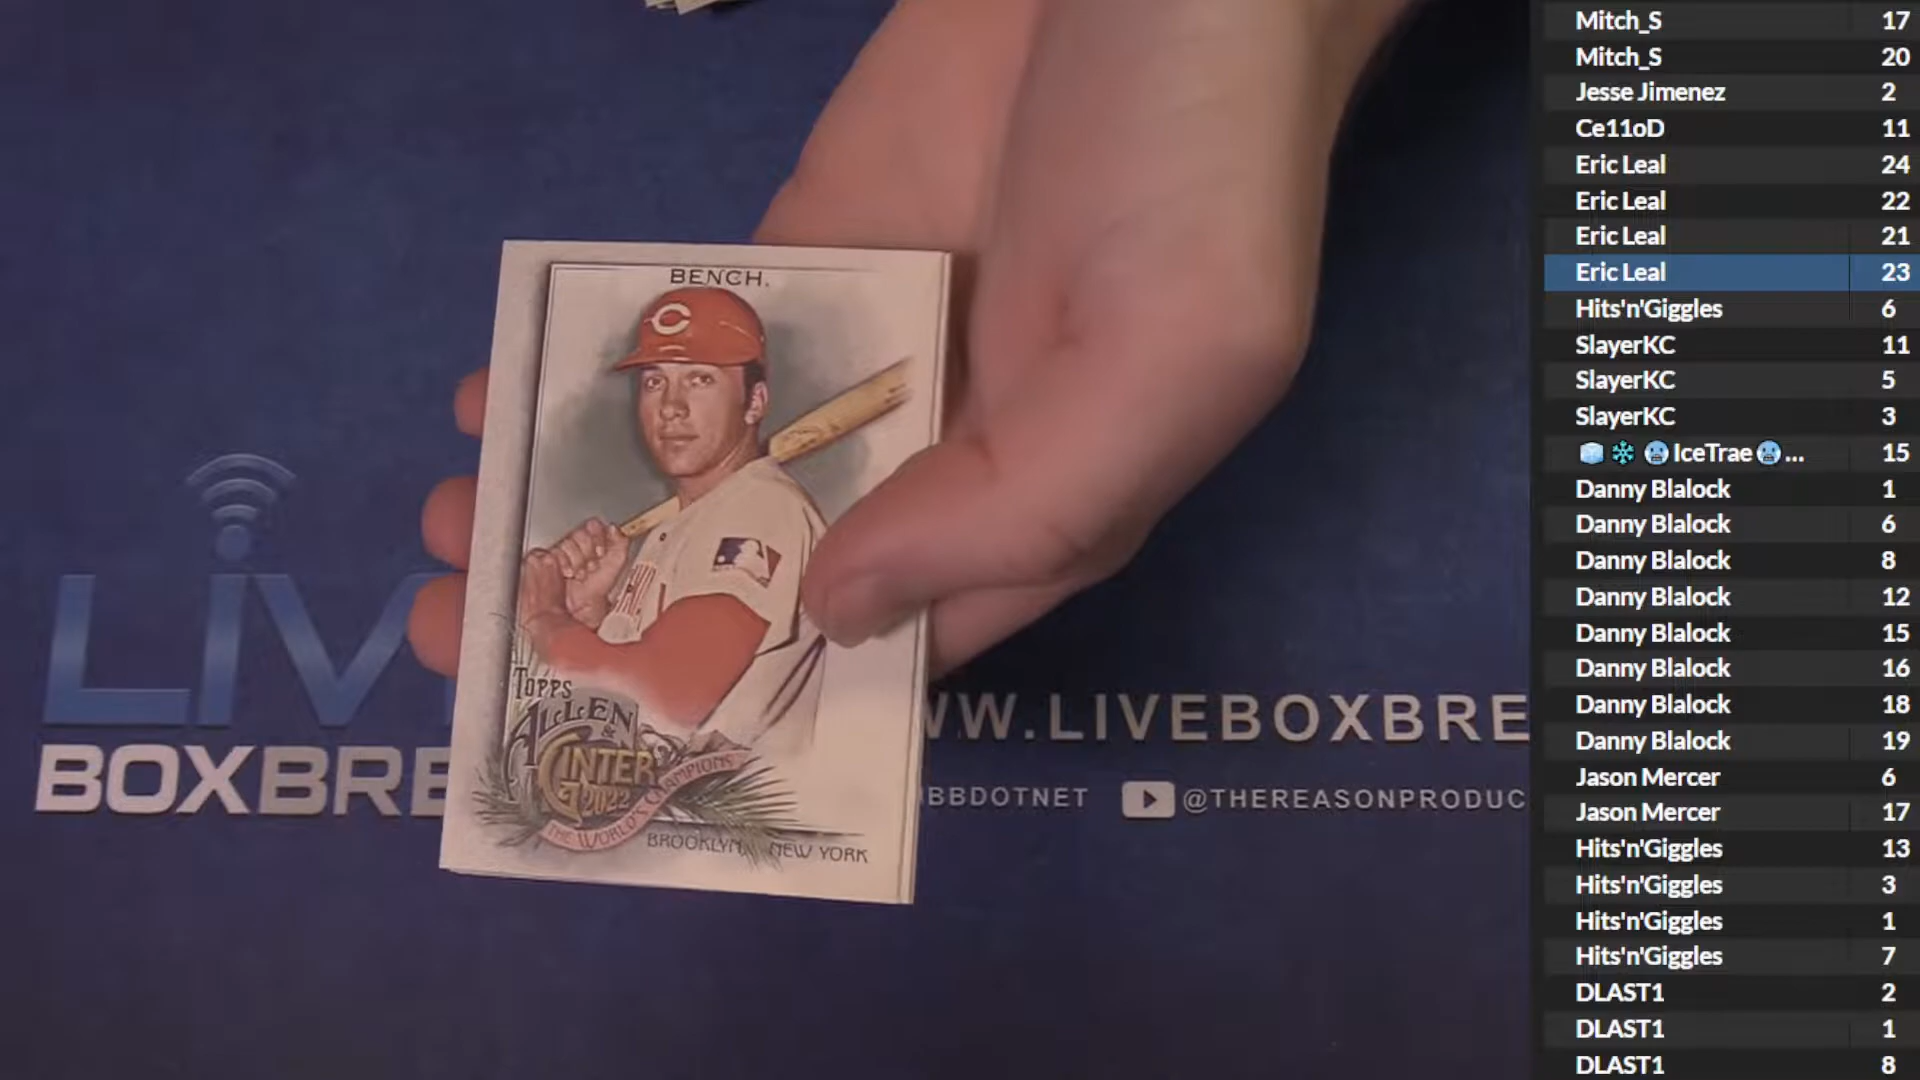 BENCH.
TOPPS
ALLEN
&
GINTER
2022
THE WORLD'S CHAMPIONS
BROOKLYN, NEW YORK
LIV
BOXBRE
WW.LIVEBOXBRE
BBDOTNET
@THEREASONPRODUC
Mitch_S 17
Mitch_S 20
Jesse Jimenez 2
Ce11oD 11
Eric Leal 24
Eric Leal 22
Eric Leal 21
Eric Leal 23
Hits'n'Giggles 6
SlayerKC 11
SlayerKC 5
SlayerKC 3
🧊❄️🥶IceTrae🥶... 15
Danny Blalock 1
Danny Blalock 6
Danny Blalock 8
Danny Blalock 12
Danny Blalock 15
Danny Blalock 16
Danny Blalock 18
Danny Blalock 19
Jason Mercer 6
Jason Mercer 17
Hits'n'Giggles 13
Hits'n'Giggles 3
Hits'n'Giggles 1
Hits'n'Giggles 7
DLAST1 2
DLAST1 1
DLAST1 8